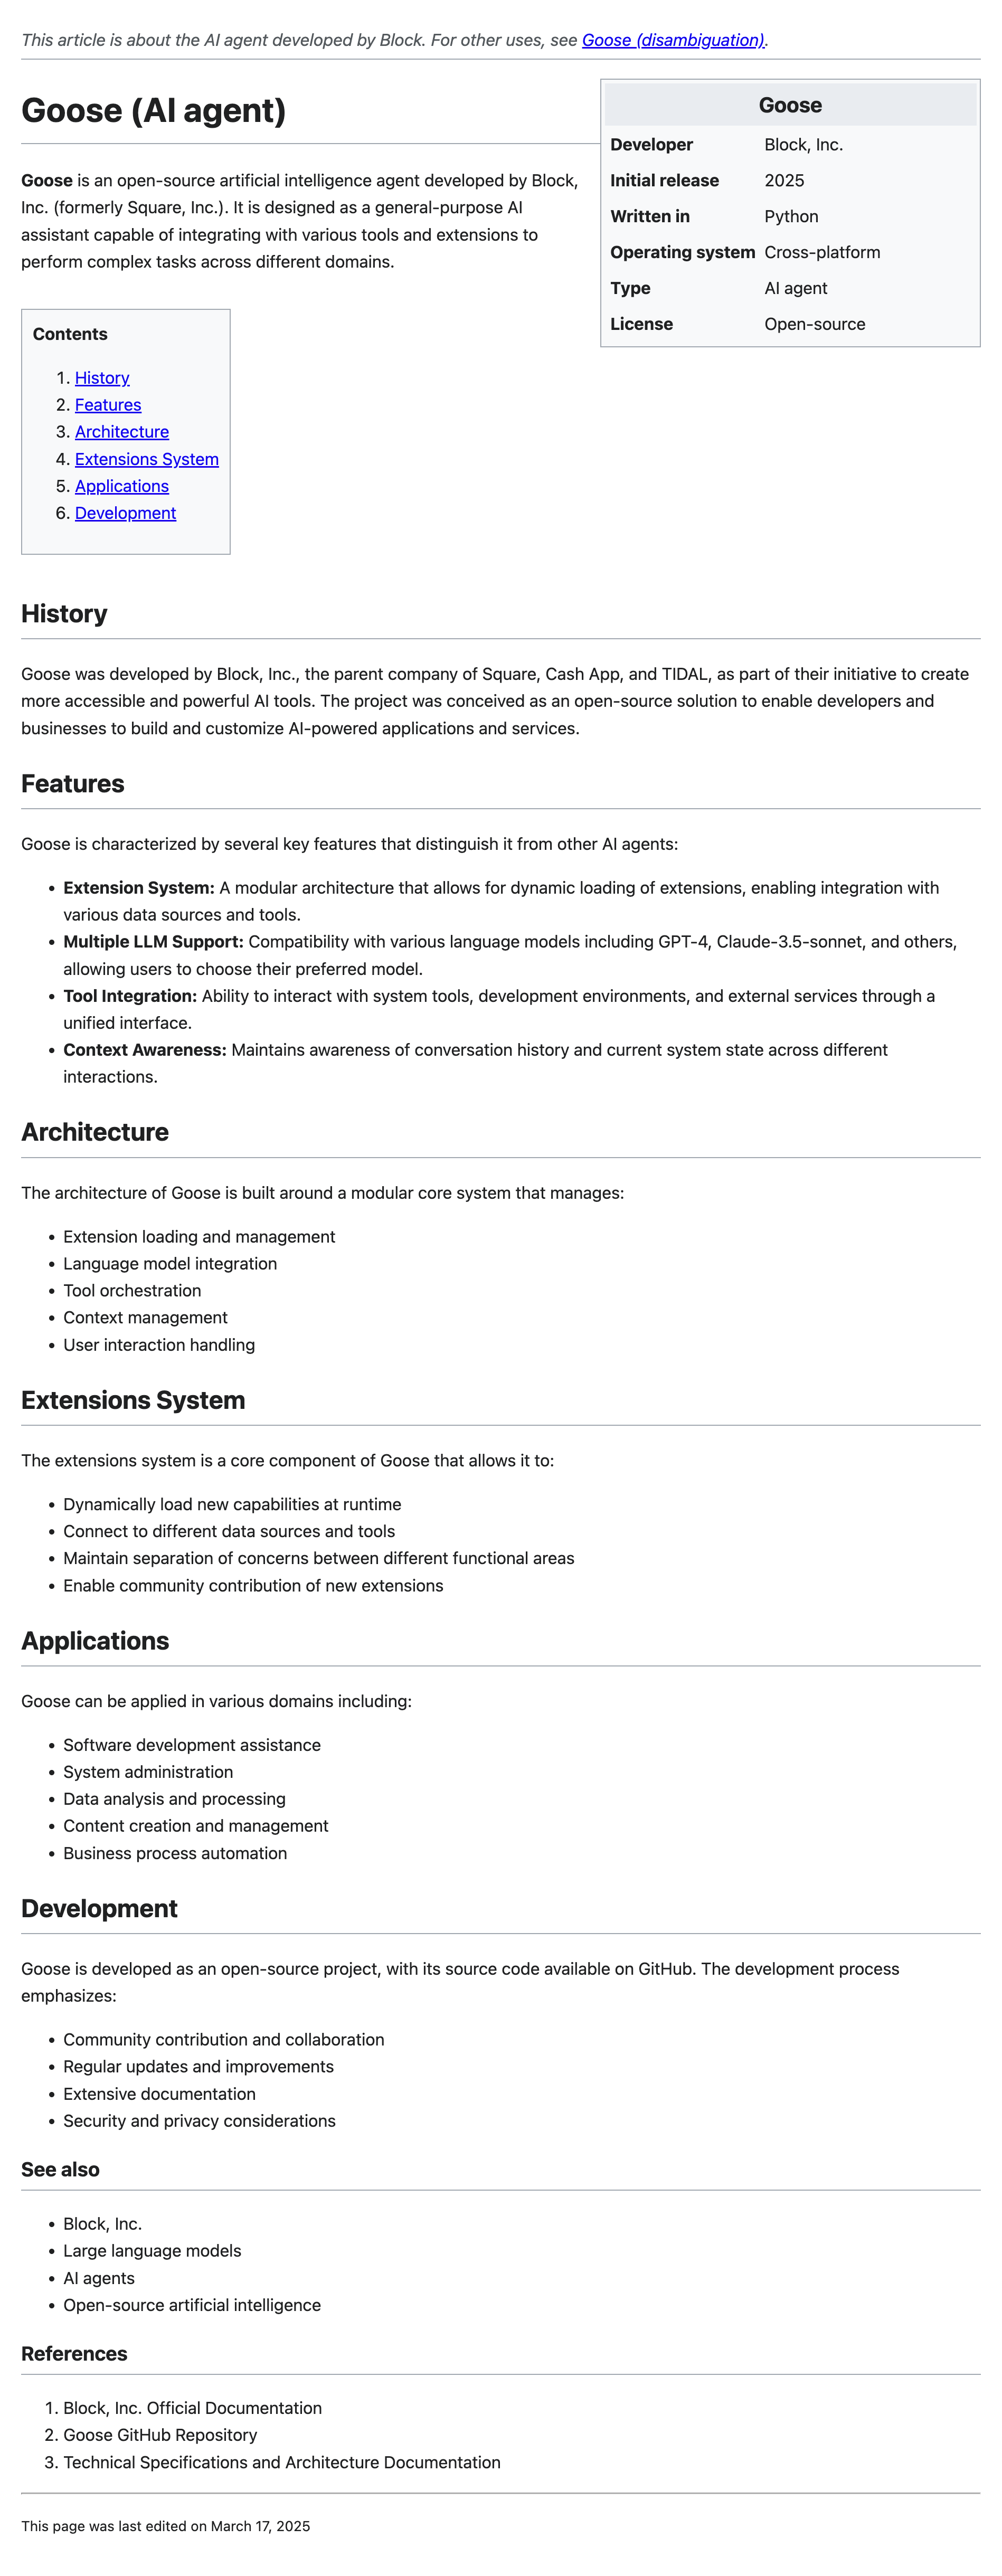 This article is about the AI agent developed by Block. For other uses, see Goose (disambiguation).
Goose (AI agent)
Goose is an open-source artificial intelligence agent developed by Block,
Inc. (formerly Square, Inc.). It is designed as a general-purpose AI
assistant capable of integrating with various tools and extensions to
perform complex tasks across different domains.
Goose
Developer Block, Inc.
Initial release 2025
Written in Python
Operating system Cross-platform
Type AI agent
License Open-source
Contents
1. History
2. Features
3. Architecture
4. Extensions System
5. Applications
6. Development
History
Goose was developed by Block, Inc., the parent company of Square, Cash App, and TIDAL, as part of their initiative to create
more accessible and powerful AI tools. The project was conceived as an open-source solution to enable developers and
businesses to build and customize AI-powered applications and services.
Features
Goose is characterized by several key features that distinguish it from other AI agents:
• Extension System: A modular architecture that allows for dynamic loading of extensions, enabling integration with
various data sources and tools.
• Multiple LLM Support: Compatibility with various language models including GPT-4, Claude-3.5-sonnet, and others,
allowing users to choose their preferred model.
• Tool Integration: Ability to interact with system tools, development environments, and external services through a
unified interface.
• Context Awareness: Maintains awareness of conversation history and current system state across different
interactions.
Architecture
The architecture of Goose is built around a modular core system that manages:
• Extension loading and management
• Language model integration
• Tool orchestration
• Context management
• User interaction handling
Extensions System
The extensions system is a core component of Goose that allows it to:
• Dynamically load new capabilities at runtime
• Connect to different data sources and tools
• Maintain separation of concerns between different functional areas
• Enable community contribution of new extensions
Applications
Goose can be applied in various domains including:
• Software development assistance
• System administration
• Data analysis and processing
• Content creation and management
• Business process automation
Development
Goose is developed as an open-source project, with its source code available on GitHub. The development process
emphasizes:
• Community contribution and collaboration
• Regular updates and improvements
• Extensive documentation
• Security and privacy considerations
See also
• Block, Inc.
• Large language models
• AI agents
• Open-source artificial intelligence
References
1. Block, Inc. Official Documentation
2. Goose GitHub Repository
3. Technical Specifications and Architecture Documentation
This page was last edited on March 17, 2025